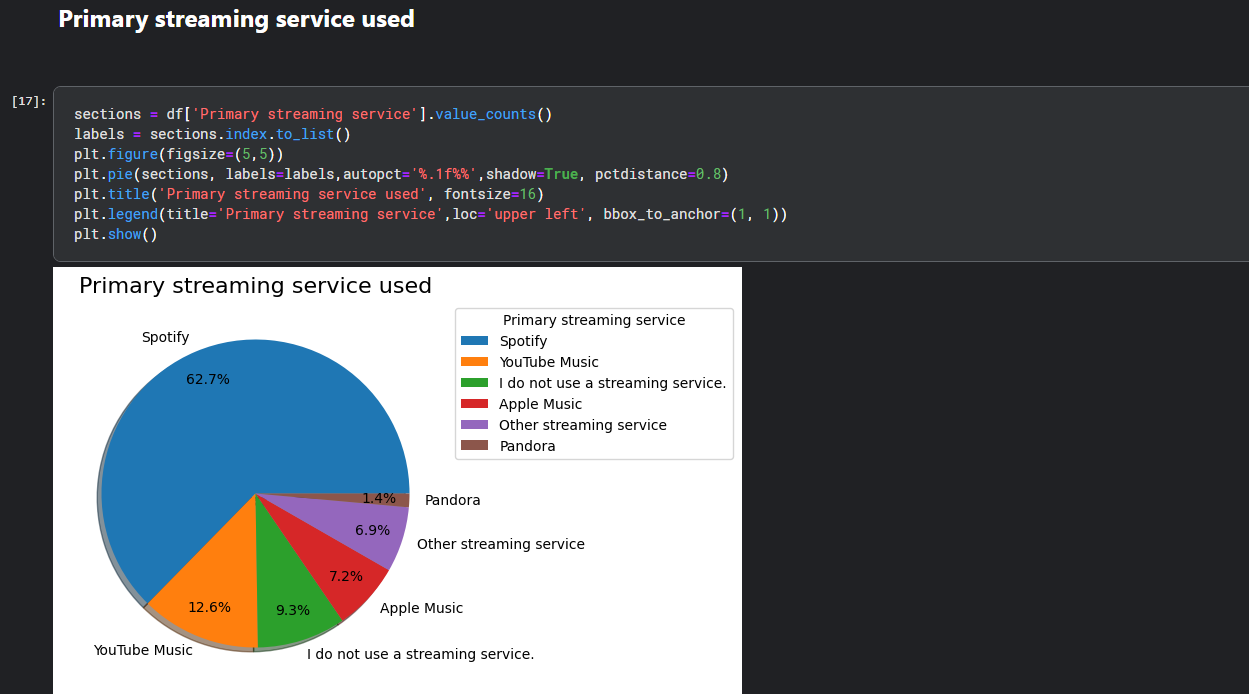 Primary streaming service used
[17]:
sections = df['Primary streaming service'].value_counts()
labels = sections.index.to_list()
plt.figure(figsize=(5,5))
plt.pie(sections, labels=labels,autopct='%.1f%%',shadow=True, pctdistance=0.8)
plt.title('Primary streaming service used', fontsize=16)
plt.legend(title='Primary streaming service',loc='upper left', bbox_to_anchor=(1, 1))
plt.show()
Primary streaming service used
Primary streaming service
Spotify
YouTube Music
I do not use a streaming service.
Apple Music
Other streaming service
Pandora
Spotify
62.7%
1.4%
Pandora
6.9%
Other streaming service
7.2%
Apple Music
9.3%
I do not use a streaming service.
12.6%
YouTube Music